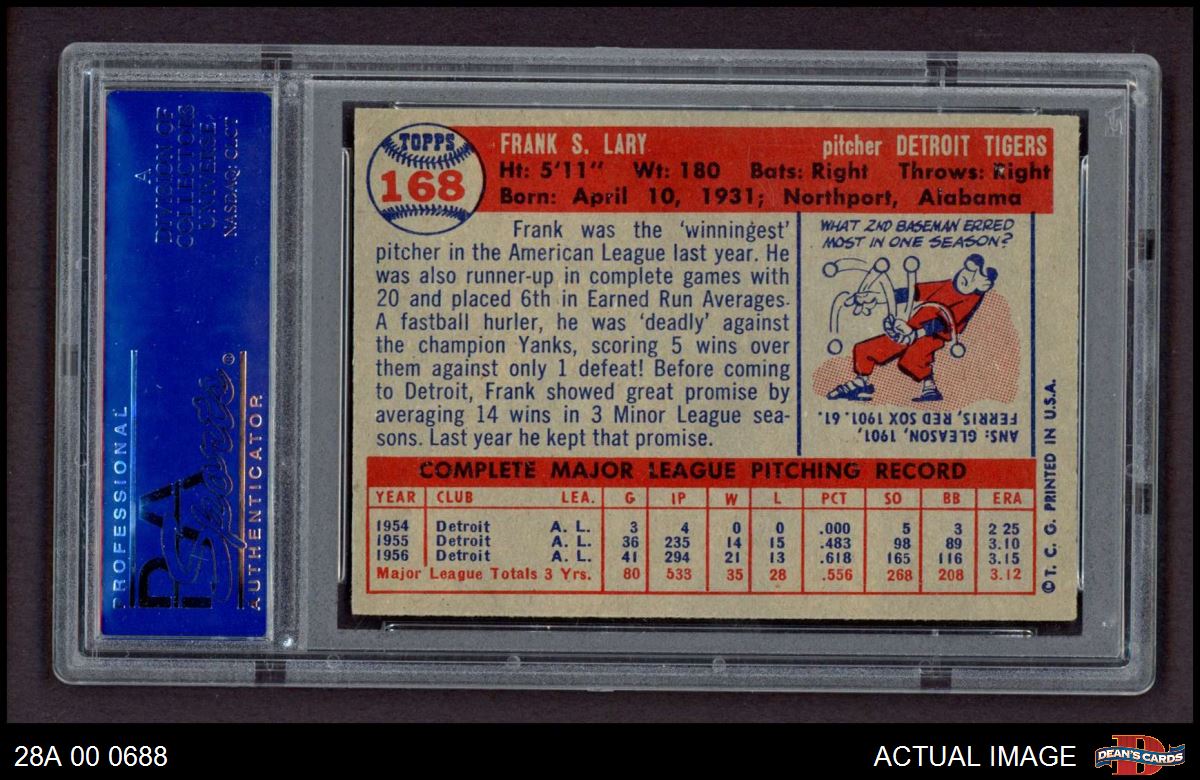 A
DIVISION OF
COLLECTORS
UNIVERSE
NASDAQ CLCT
PROFESSIONAL
PSA
Sports®
AUTHENTICATOR
TOPPS
168
FRANK S. LARY pitcher DETROIT TIGERS
Ht: 5'11" Wt: 180 Bats: Right Throws: Right
Born: April 10, 1931; Northport, Alabama
Frank was the 'winningest'
pitcher in the American League last year. He
was also runner-up in complete games with
20 and placed 6th in Earned Run Averages.
A fastball hurler, he was 'deadly' against
the champion Yanks, scoring 5 wins over
them against only 1 defeat! Before coming
to Detroit, Frank showed great promise by
averaging 14 wins in 3 Minor League sea-
sons. Last year he kept that promise.
WHAT 2ND BASEMAN ERRED
MOST IN ONE SEASON?
ANS: GLEASON, 1901,
FERRIS, RED SOX 1901. 61.
COMPLETE MAJOR LEAGUE PITCHING RECORD
YEAR CLUB LEA. G IP W L PCT SO BB ERA
1954 Detroit A. L. 3 4 0 0 .000 5 3 2 25
1955 Detroit A. L. 36 235 14 15 .483 98 89 3.10
1956 Detroit A. L. 41 294 21 13 .618 165 116 3.15
Major League Totals 3 Yrs. 80 533 35 28 .556 268 208 3.12
© T. C. G. PRINTED IN U.S.A.
28A 00 0688
ACTUAL IMAGE
D
DEAN'S CARDS